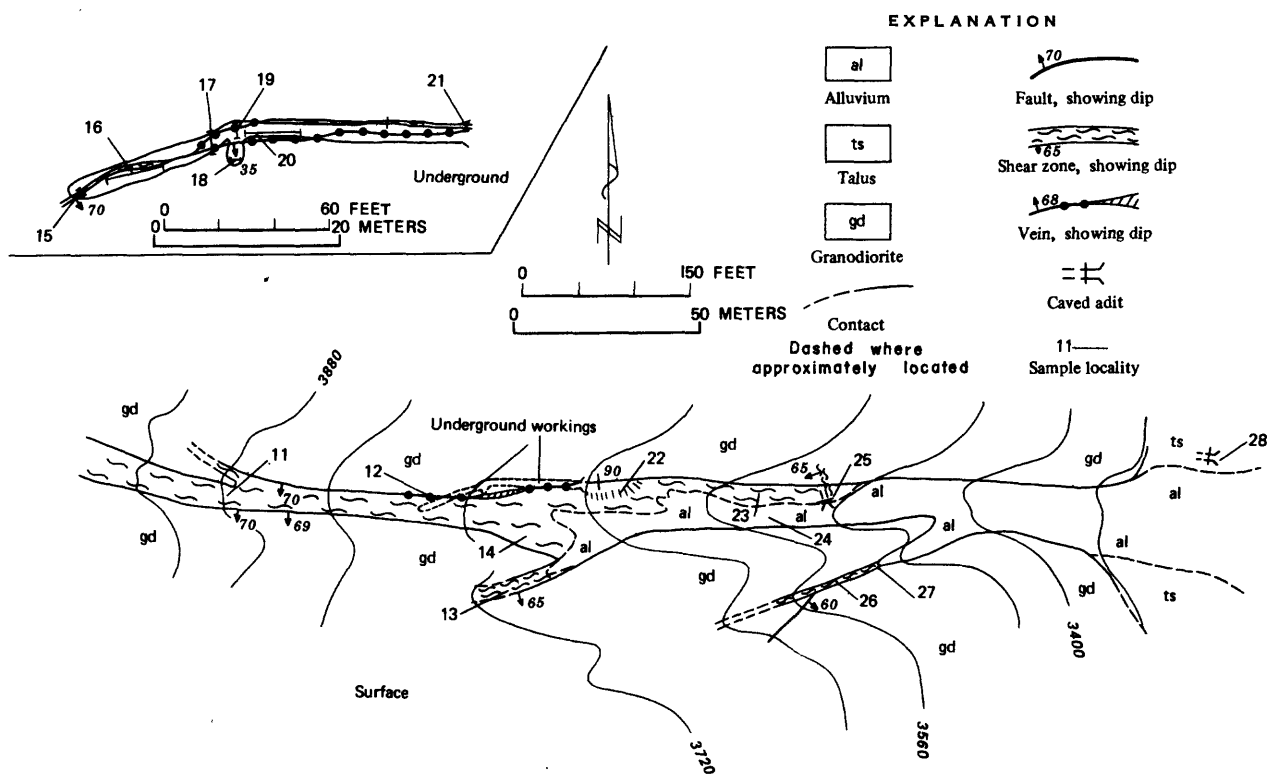 EXPLANATION
al
Alluvium
ts
Talus
gd
Granodiorite
Contact
Dashed where
approximately located
70
Fault, showing dip
65
Shear zone, showing dip
68
Vein, showing dip
Caved adit
11
Sample locality
17
19
21
16
20
18
35
Underground
70
15
0 60 FEET
0 20 METERS
N
0 150 FEET
0 50 METERS
3880
gd
Underground workings
gd
gd
gd
ts
28
11
12
90
22
65
25
al
al
70
70
69
23
al
al
24
al
al
gd
gd
14
al
gd
gd
ts
13
65
60
26
27
gd
3400
Surface
3720
3560